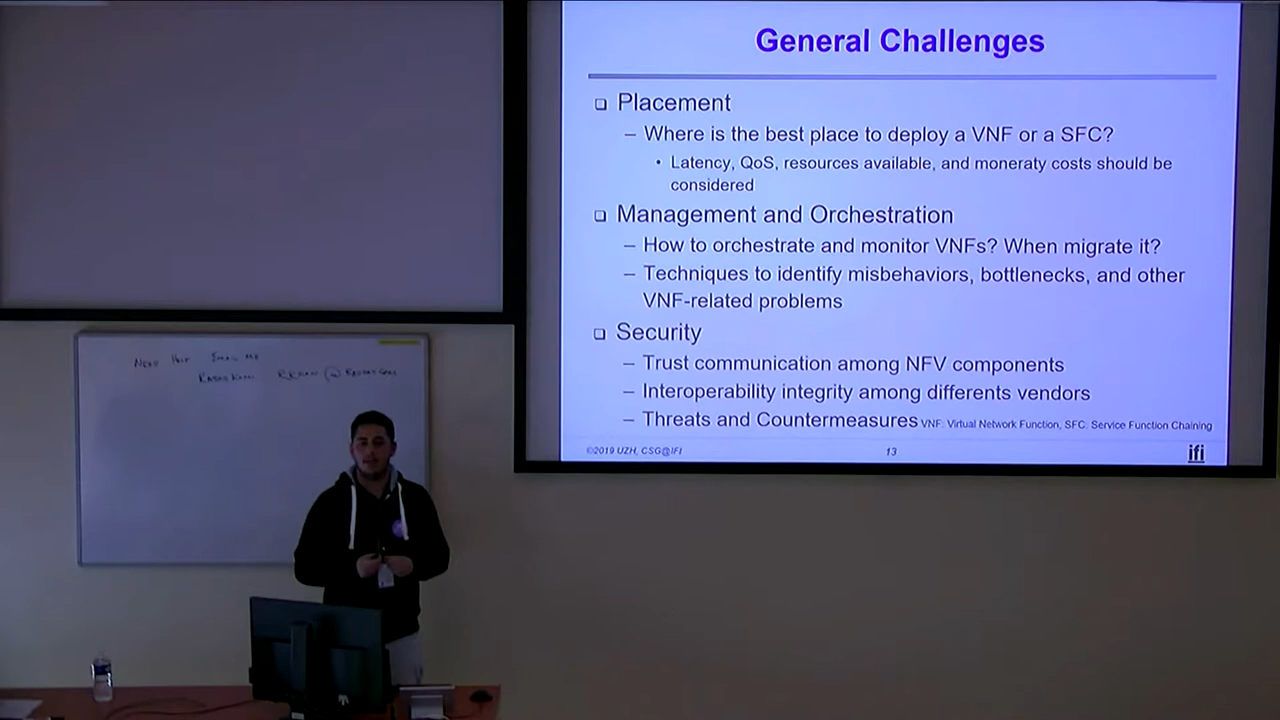 General Challenges
Placement
– Where is the best place to deploy a VNF or a SFC?
• Latency, QoS, resources available, and moneraty costs should be
considered
Management and Orchestration
– How to orchestrate and monitor VNFs? When migrate it?
– Techniques to identify misbehaviors, bottlenecks, and other
VNF-related problems
Security
– Trust communication among NFV components
– Interoperability integrity among differents vendors
– Threats and Countermeasures VNF: Virtual Network Function, SFC: Service Function Chaining
©2019 UZH, CSG@IFI 13 ifi
Need Email me